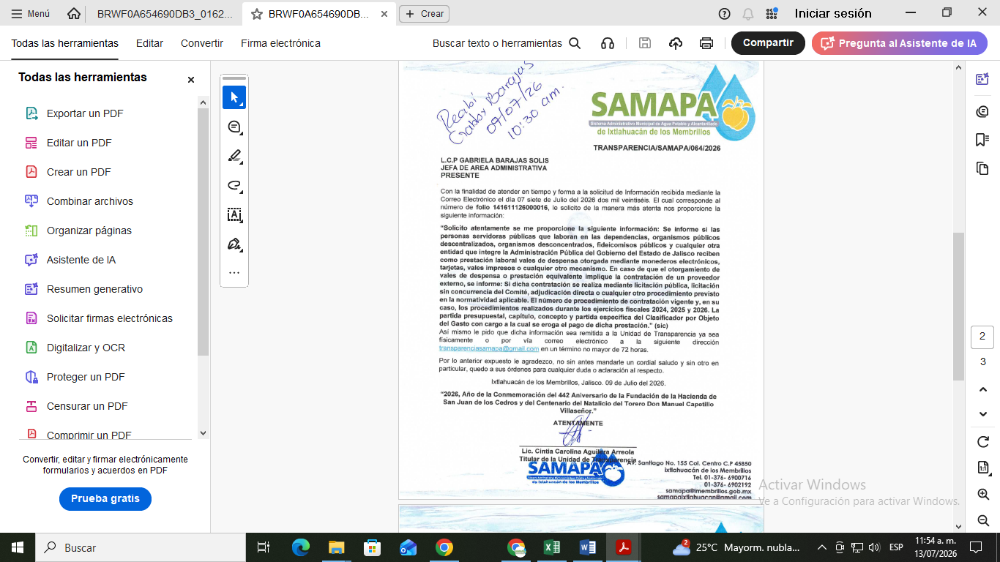 Menú
BRWF0A654690DB3_0162...
BRWF0A654690DB...
Crear
Iniciar sesión
Todas las herramientas
Editar
Convertir
Firma electrónica
Buscar texto o herramientas
Compartir
Pregunta al Asistente de IA
Todas las herramientas
Exportar un PDF
Editar un PDF
Crear un PDF
Combinar archivos
Organizar páginas
Asistente de IA
Resumen generativo
Solicitar firmas electrónicas
Digitalizar y OCR
Proteger un PDF
Censurar un PDF
Comprimir un PDF
Convertir, editar y firmar electrónicamente
formularios y acuerdos en PDF
Prueba gratis
Recibí
Gabby Barajas
09/07/26
10:30 am.
SAMAPA
Sistema Administrativo Municipal de Agua Potable y Alcantarillado
de Ixtlahuacán de los Membrillos
TRANSPARENCIA/SAMAPA/064/2026
L.C.P GABRIELA BARAJAS SOLIS
JEFA DE AREA ADMINISTRATIVA
PRESENTE
Con la finalidad de atender en tiempo y forma a la solicitud de Información recibida mediante la
Correo Electrónico el día 07 siete de Julio del 2026 dos mil veintiséis. El cual corresponde al
número de folio 141611126000016, le solicito de la manera más atenta nos proporcione la
siguiente información:
“Solicito atentamente se me proporcione la siguiente información: Se informe si las
personas servidoras públicas que laboran en las dependencias, organismos públicos
descentralizados, organismos desconcentrados, fideicomisos públicos y cualquier otra
entidad que integre la Administración Pública del Gobierno del Estado de Jalisco reciben
como prestación laboral vales de despensa otorgada mediante monederos electrónicos,
tarjetas, vales impresos o cualquier otro mecanismo. En caso de que el otorgamiento de
vales de despensa o prestación equivalente implique la contratación de un proveedor
externo, se informe: Si dicha contratación se realiza mediante licitación pública, licitación
sin concurrencia del Comité, adjudicación directa o cualquier otro procedimiento previsto
en la normatividad aplicable. El número de procedimiento de contratación vigente y, en su
caso, los procedimientos realizados durante los ejercicios fiscales 2024, 2025 y 2026. La
partida presupuestal, capítulo, concepto y partida específica del Clasificador por Objeto
del Gasto con cargo a la cual se eroga el pago de dicha prestación.” (sic)
Así mismo le pido que dicha información sea remitida a la Unidad de Transparencia ya sea
físicamente o por vía correo electrónico a la siguiente dirección
transparenciasamapa@gmail.com en un término no mayor de 72 horas.
Por lo anterior expuesto le agradezco, no sin antes mandarle un cordial saludo y sin otro en
particular, quedo a sus órdenes para cualquier duda o aclaración al respecto.
Ixtlahuacán de los Membrillos, Jalisco. 09 de Julio del 2026.
“2026, Año de la Conmemoración del 442 Aniversario de la Fundación de la Hacienda de
San Juan de los Cedros y del Centenario del Natalicio del Torero Don Manuel Capetillo
Villaseñor.”
ATENTAMENTE
Lic. Cintia Carolina Aguilera Arreola
Titular de la Unidad de Transparencia
SAMAPA
Sistema Administrativo Municipal de Agua Potable y Alcantarillado
de Ixtlahuacán de los Membrillos
Av. Santiago No. 155 Col. Centro C.P 45850
Ixtlahuacán de los Membrillos
Tel. 01-376- 6900716
01-376- 6902192
samapa@imembrillos.gob.mx
samapaixtlahuacan@gmail.com
2
3
Activar Windows
Ve a Configuración para activar Windows.
Buscar
2
25°C Mayorm. nubla...
ESP
11:54 a. m.
13/07/2026